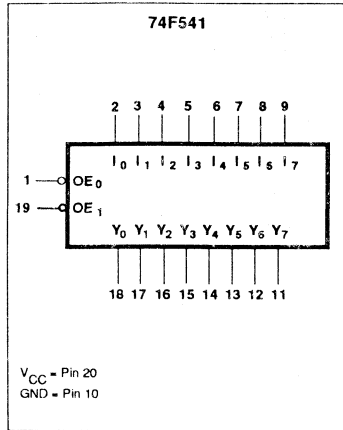 74F541
2 3 4 5 6 7 8 9
I0 I1 I2 I3 I4 I5 I5 I7
1 OE0
19 OE1
Y0 Y1 Y2 Y3 Y4 Y5 Y6 Y7
18 17 16 15 14 13 12 11
VCC = Pin 20
GND = Pin 10